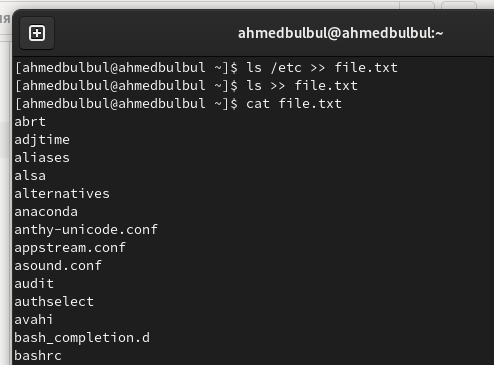 ahmedbulbul@ahmedbulbul:~
[ahmedbulbul@ahmedbulbul ~]$ ls /etc >> file.txt
[ahmedbulbul@ahmedbulbul ~]$ ls >> file.txt
[ahmedbulbul@ahmedbulbul ~]$ cat file.txt
abrt
adjtime
aliases
alsa
alternatives
anaconda
anthy-unicode.conf
appstream.conf
asound.conf
audit
authselect
avahi
bash_completion.d
bashrc